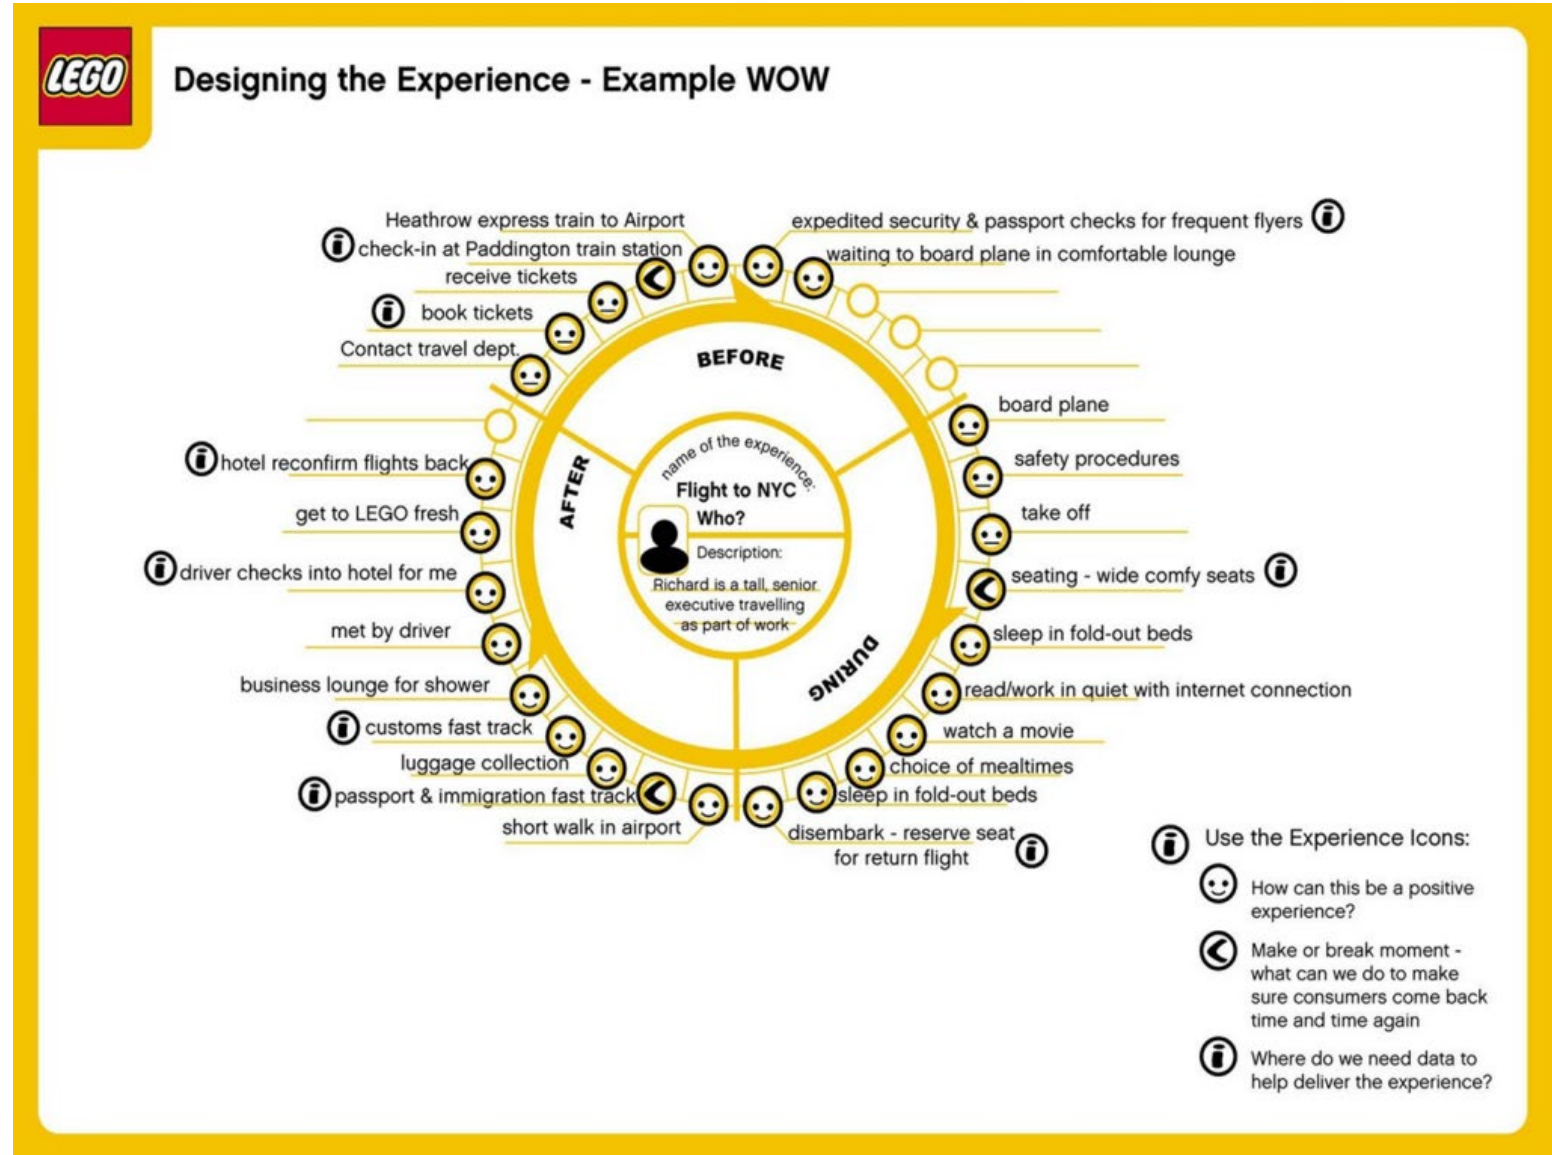 LEGO
Designing the Experience - Example WOW
Heathrow express train to Airport
check-in at Paddington train station
receive tickets
book tickets
Contact travel dept.
expedited security & passport checks for frequent flyers
waiting to board plane in comfortable lounge
board plane
safety procedures
take off
seating - wide comfy seats
sleep in fold-out beds
read/work in quiet with internet connection
watch a movie
choice of mealtimes
sleep in fold-out beds
disembark - reserve seat
for return flight
hotel reconfirm flights back
get to LEGO fresh
driver checks into hotel for me
met by driver
business lounge for shower
customs fast track
luggage collection
passport & immigration fast track
short walk in airport
BEFORE
DURING
AFTER
name of the experience:
Flight to NYC
Who?
Description:
Richard is a tall, senior
executive travelling
as part of work
Use the Experience Icons:
How can this be a positive
experience?
Make or break moment -
what can we do to make
sure consumers come back
time and time again
Where do we need data to
help deliver the experience?